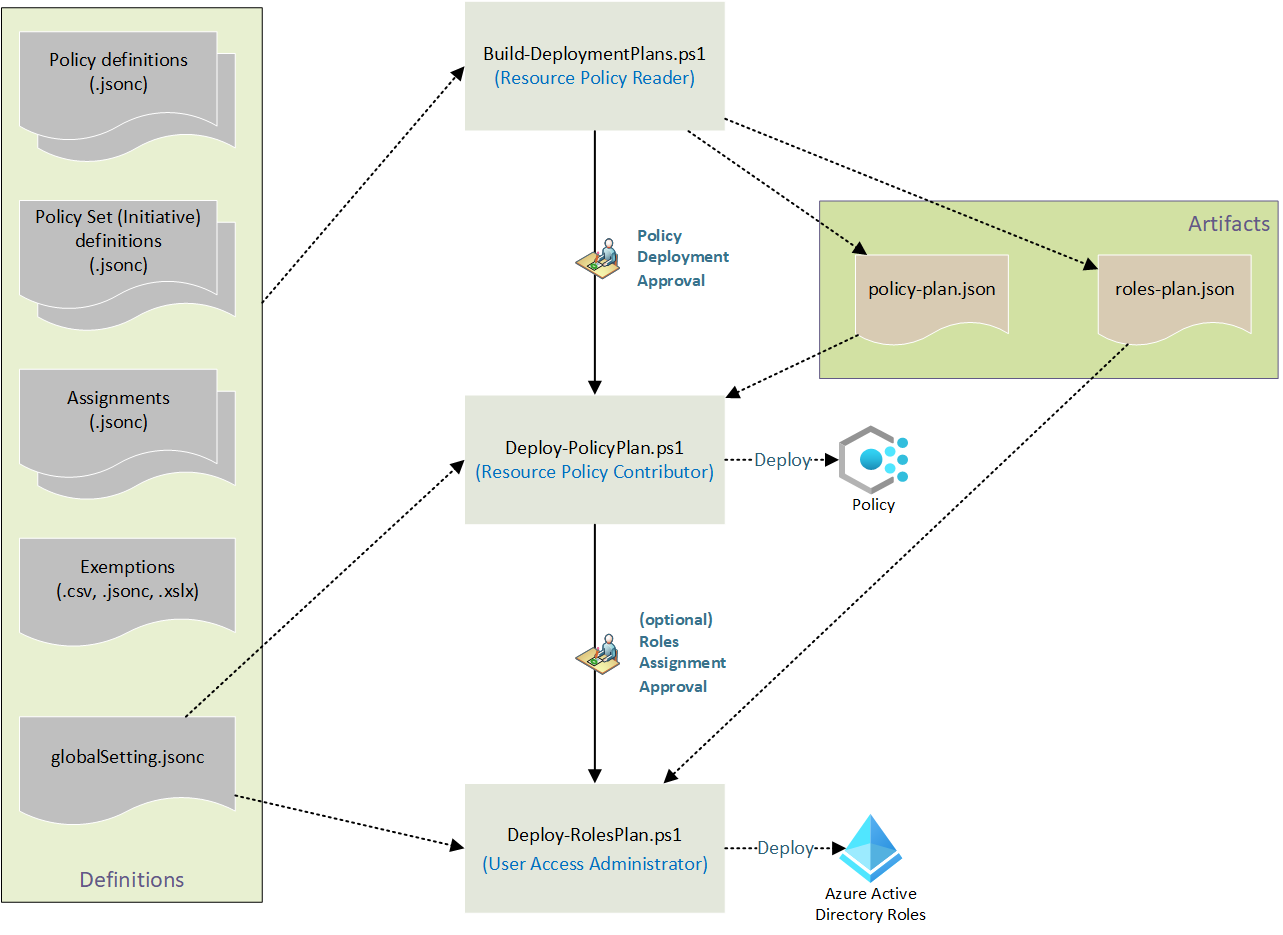 Policy definitions
(.jsonc)
Policy Set (Initiative)
definitions
(.jsonc)
Assignments
(.jsonc)
Exemptions
(.csv, .jsonc, .xslx)
globalSetting.jsonc
Definitions
Build-DeploymentPlans.ps1
(Resource Policy Reader)
Policy
Deployment
Approval
Artifacts
policy-plan.json
roles-plan.json
Deploy-PolicyPlan.ps1
(Resource Policy Contributor)
Deploy
Policy
(optional)
Roles
Assignment
Approval
Deploy-RolesPlan.ps1
(User Access Administrator)
Deploy
Azure Active
Directory Roles